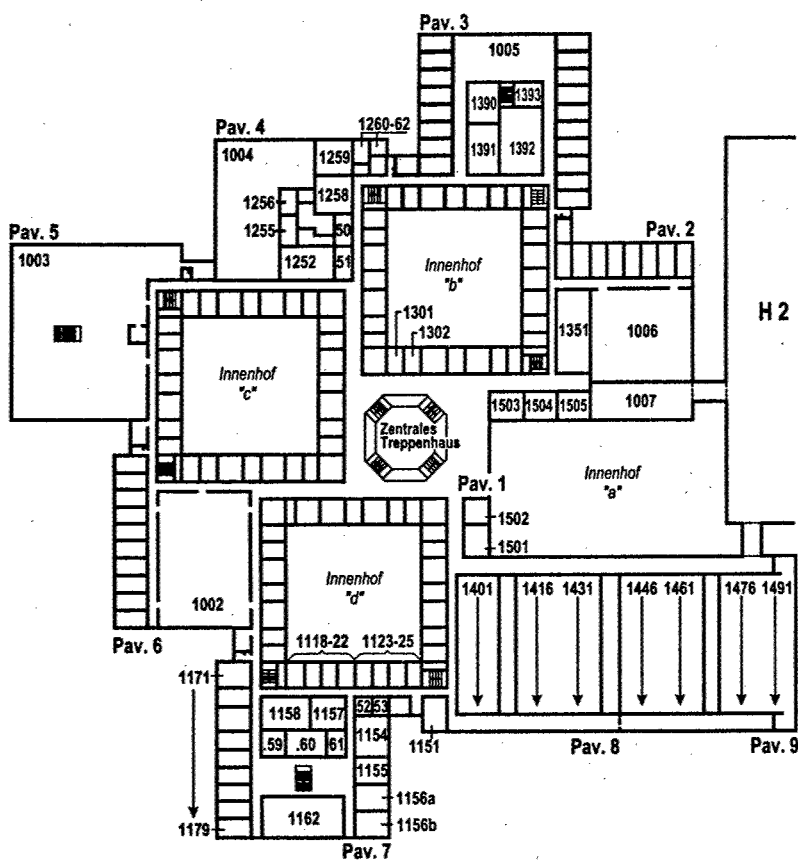 Pav. 3
1005
1390
1393
1391
1392
1260-62
Pav. 4
1004
1259
1258
1256
1255
50
1252
51
Pav. 5
1003
Pav. 2
Innenhof
"b"
1301
1302
1351
1006
H 2
Innenhof
"c"
Zentrales
Treppenhaus
1503
1504
1505
1007
Innenhof
"a"
Pav. 1
1502
1501
1002
Pav. 6
Innenhof
"d"
1118-22
1123-25
1401
1416
1431
1446
1461
1476
1491
1171
1179
1158
1157
52
53
.59
.60
61
1154
1155
1151
1156a
1156b
1162
Pav. 7
Pav. 8
Pav. 9